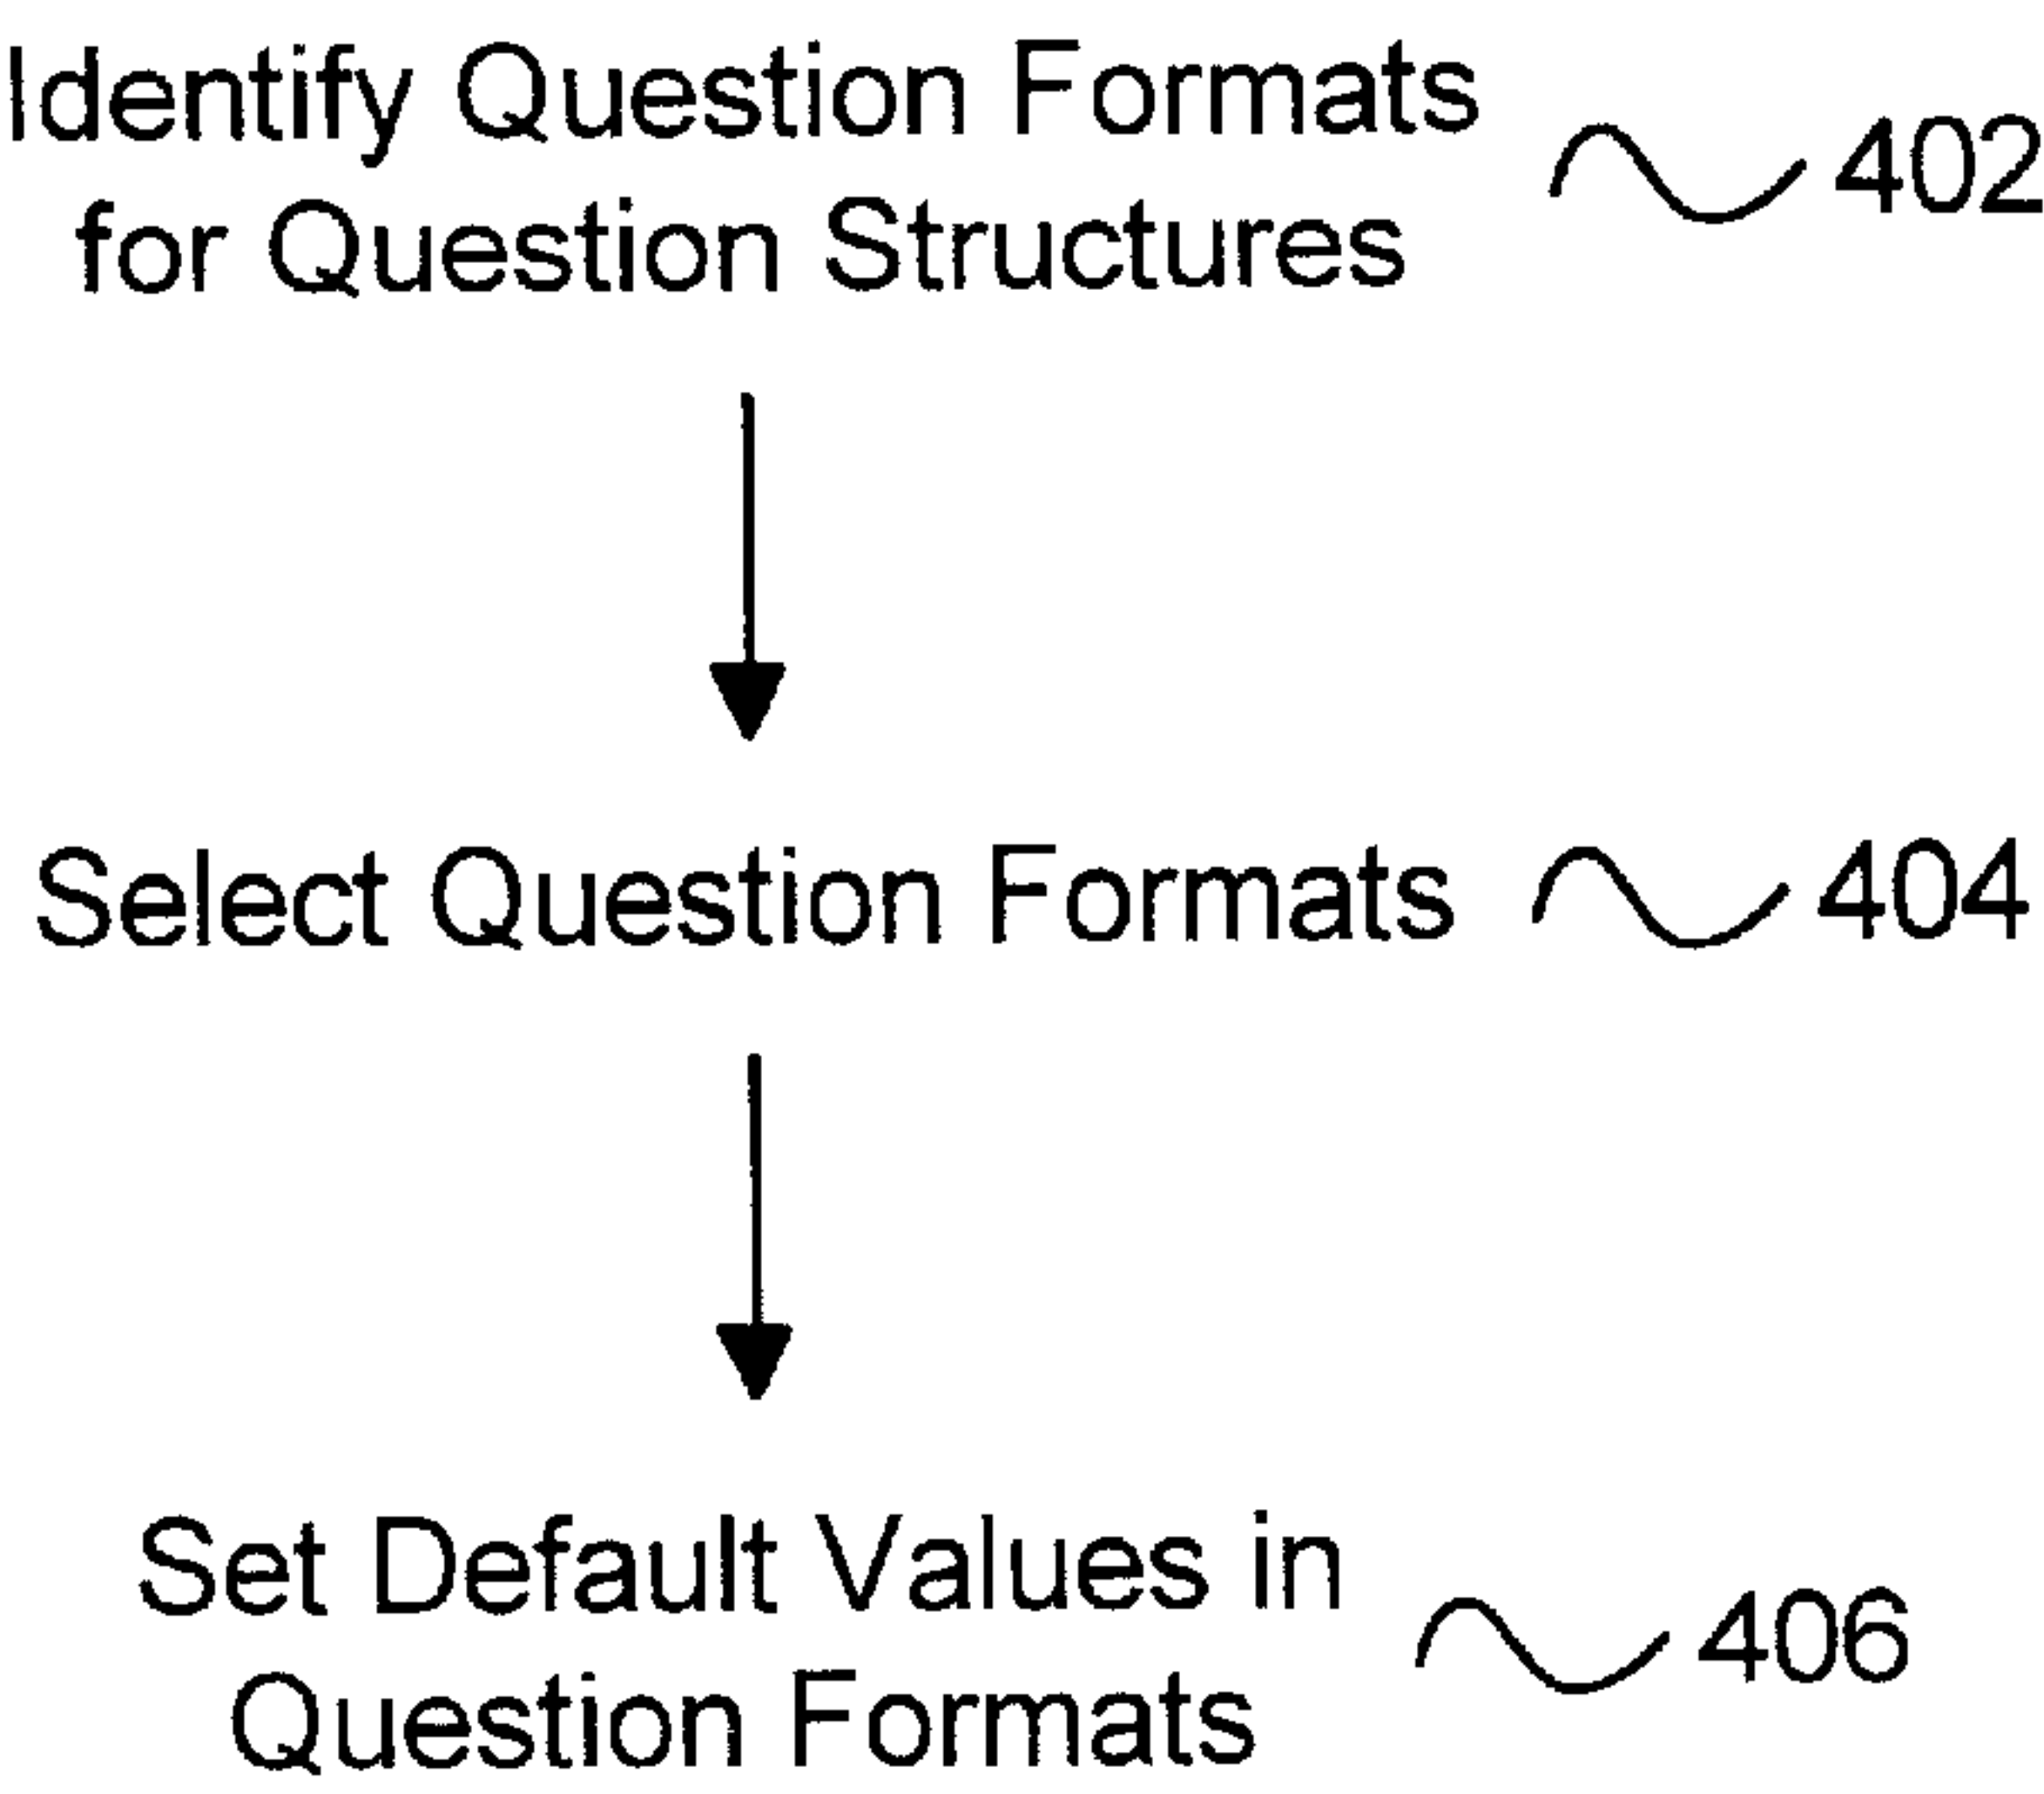 Identify Question Formats
for Question Structures
402
Select Question Formats
404
Set Default Values in
Question Formats
406